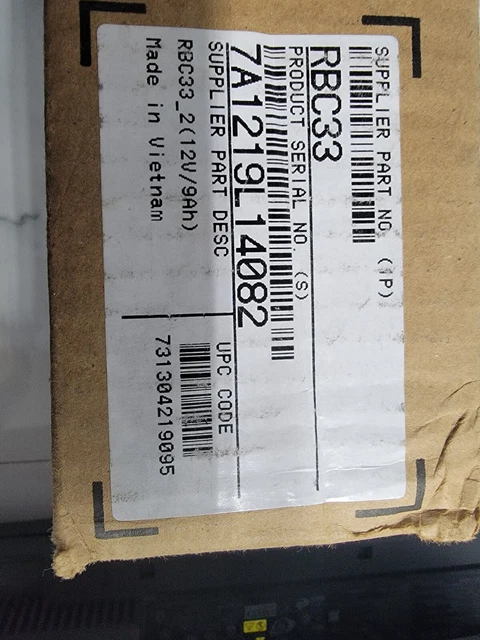 SUPPLIER PART NO. (1P)
RBC33
PRODUCT SERIAL NO. (S)
7A1219L14082
SUPPLIER PART DESC
RBC33_2(12V/9Ah)
Made in Vietnam
UPC CODE
731304219095